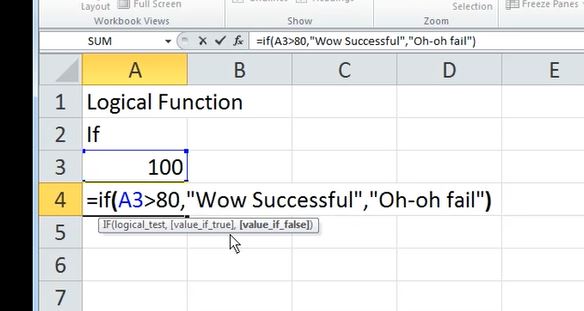 Layout
Full Screen
Selection
Freeze Panes
Workbook Views
Show
Zoom
SUM
=if(A3>80,"Wow Successful","Oh-oh fail")
A B C D E
1 Logical Function
2 If
3 100
4 =if(A3>80,"Wow Successful","Oh-oh fail")
IF(logical_test, [value_if_true], [value_if_false])
5
6
7